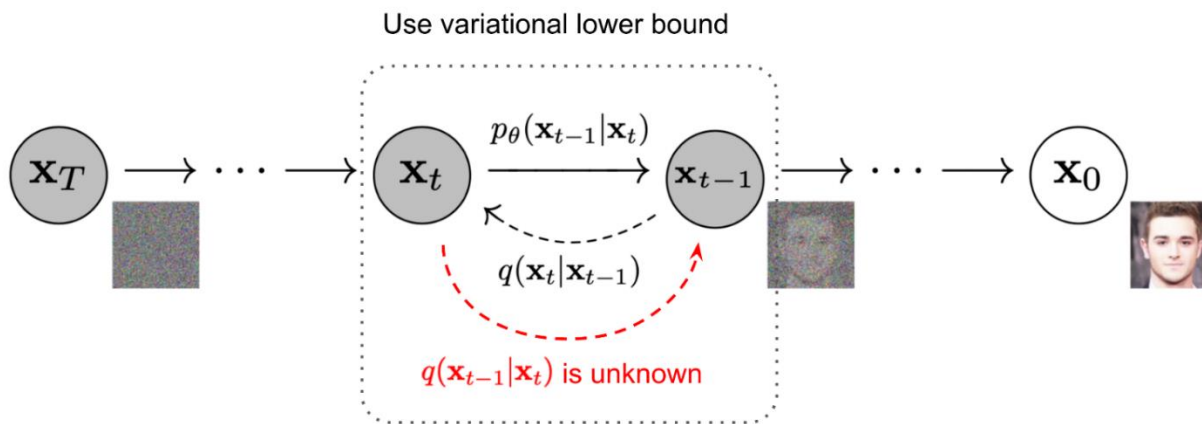 Use variational lower bound
p_θ(x_{t−1}|x_t)
x_T → ⋯ → x_t → x_{t−1} → ⋯ → x_0
q(x_t|x_{t−1})
q(x_{t−1}|x_t) is unknown